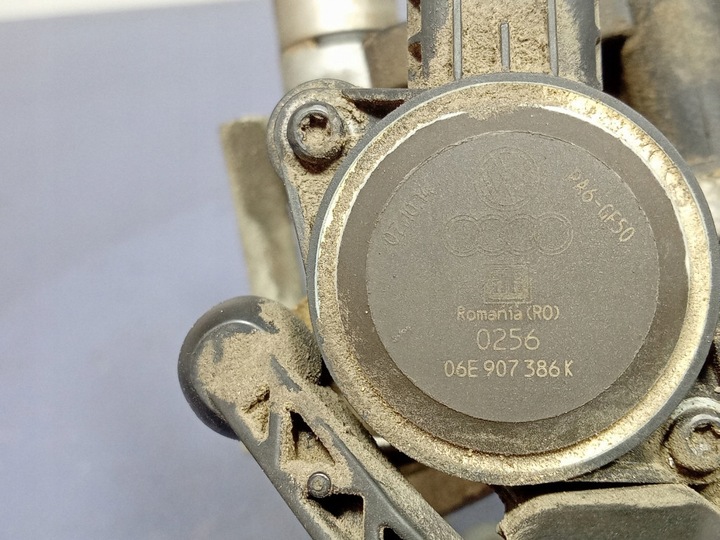 PA6-GF50
Romania (RO)
0256
06E 907 386 K